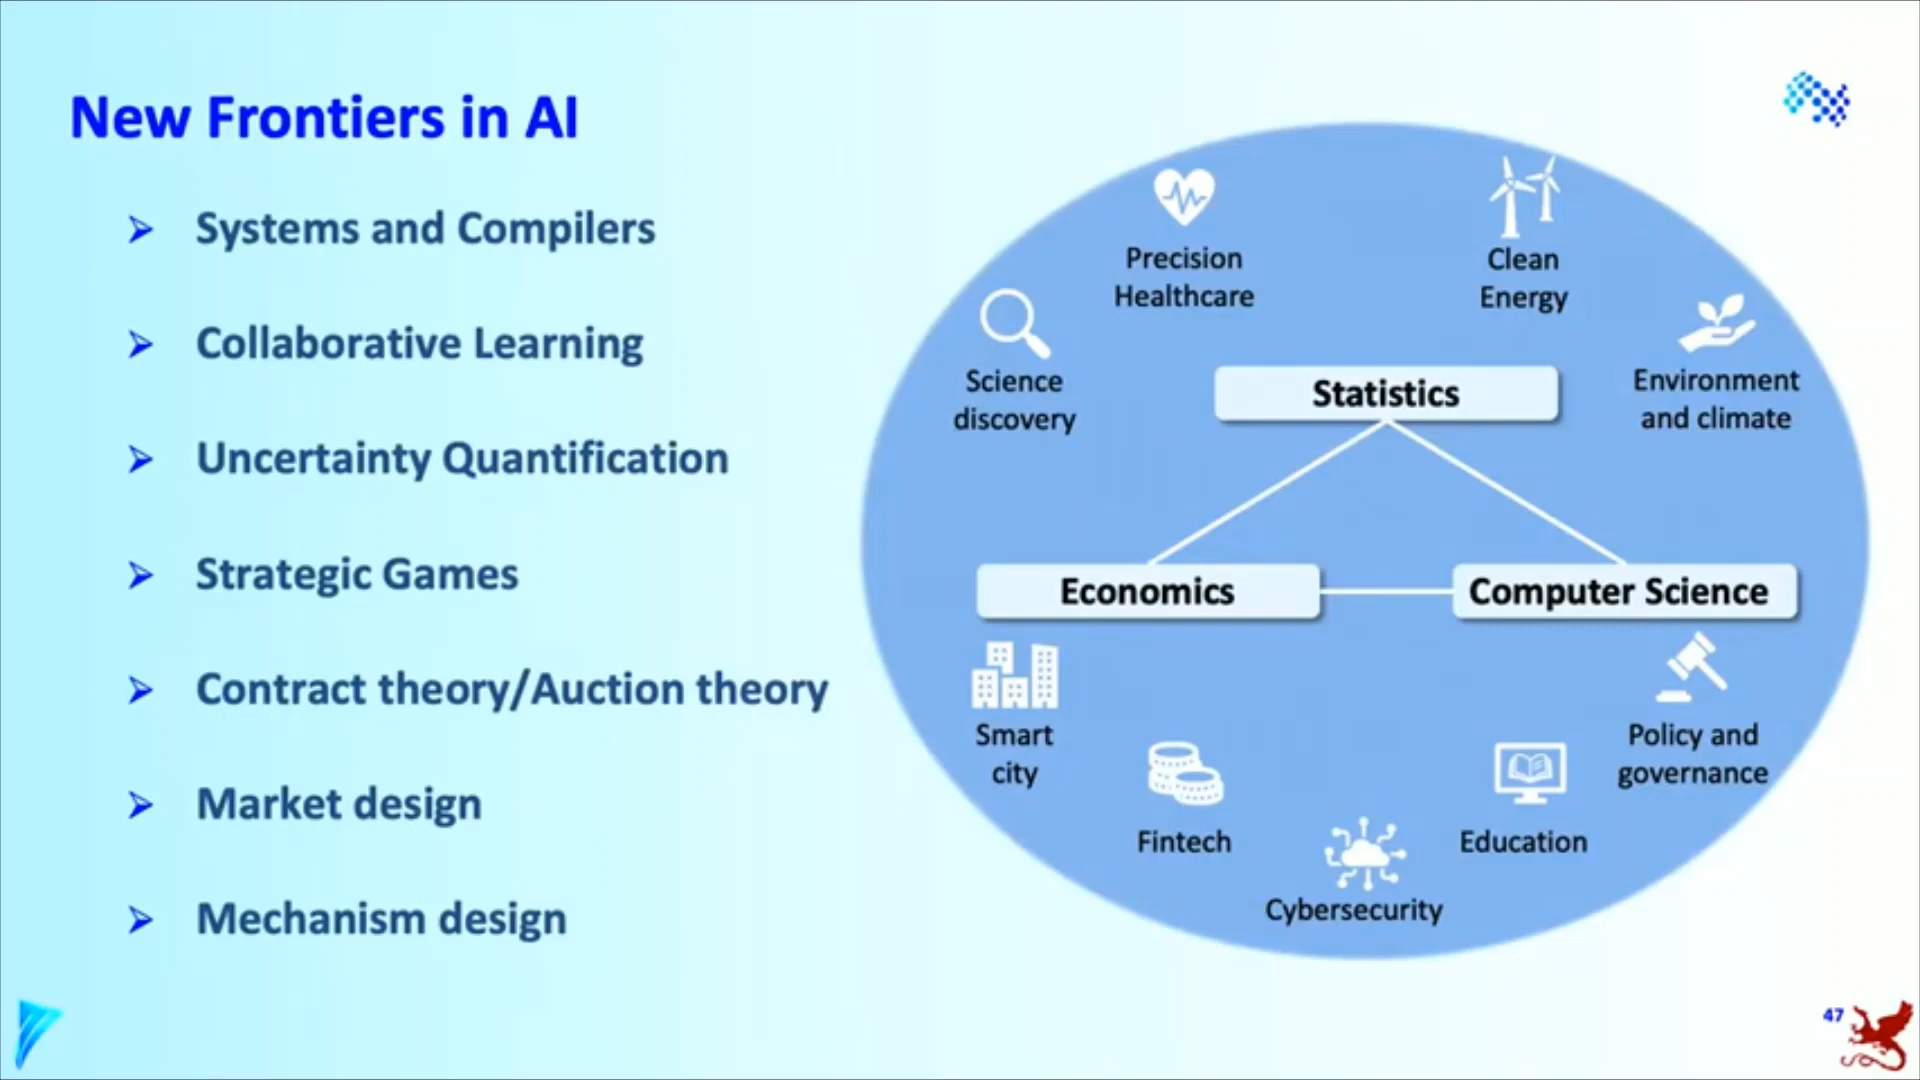 New Frontiers in AI
Systems and Compilers
Collaborative Learning
Uncertainty Quantification
Strategic Games
Contract theory/Auction theory
Market design
Mechanism design
Precision
Healthcare
Clean
Energy
Science
discovery
Environment
and climate
Statistics
Economics
Computer Science
Smart
city
Policy and
governance
Fintech
Education
Cybersecurity
47